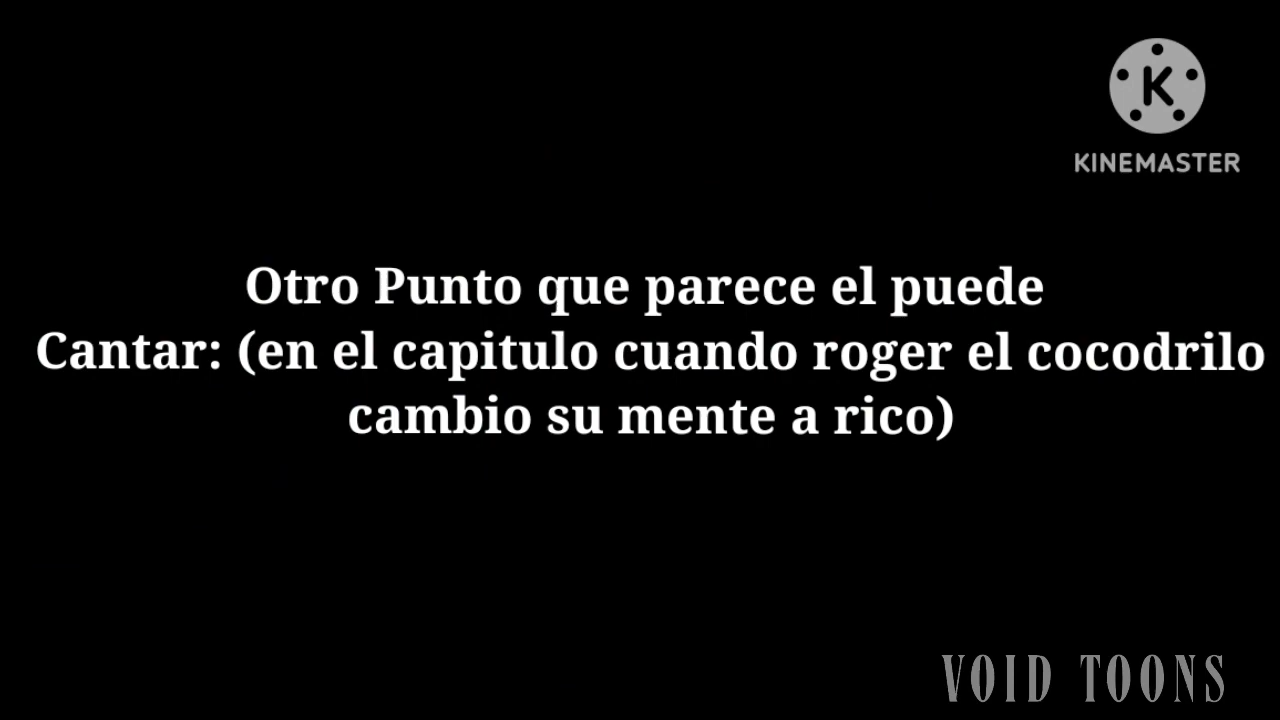 K
KINEMASTER
Otro Punto que parece el puede
Cantar: (en el capitulo cuando roger el cocodrilo
cambio su mente a rico)
VOID TOONS